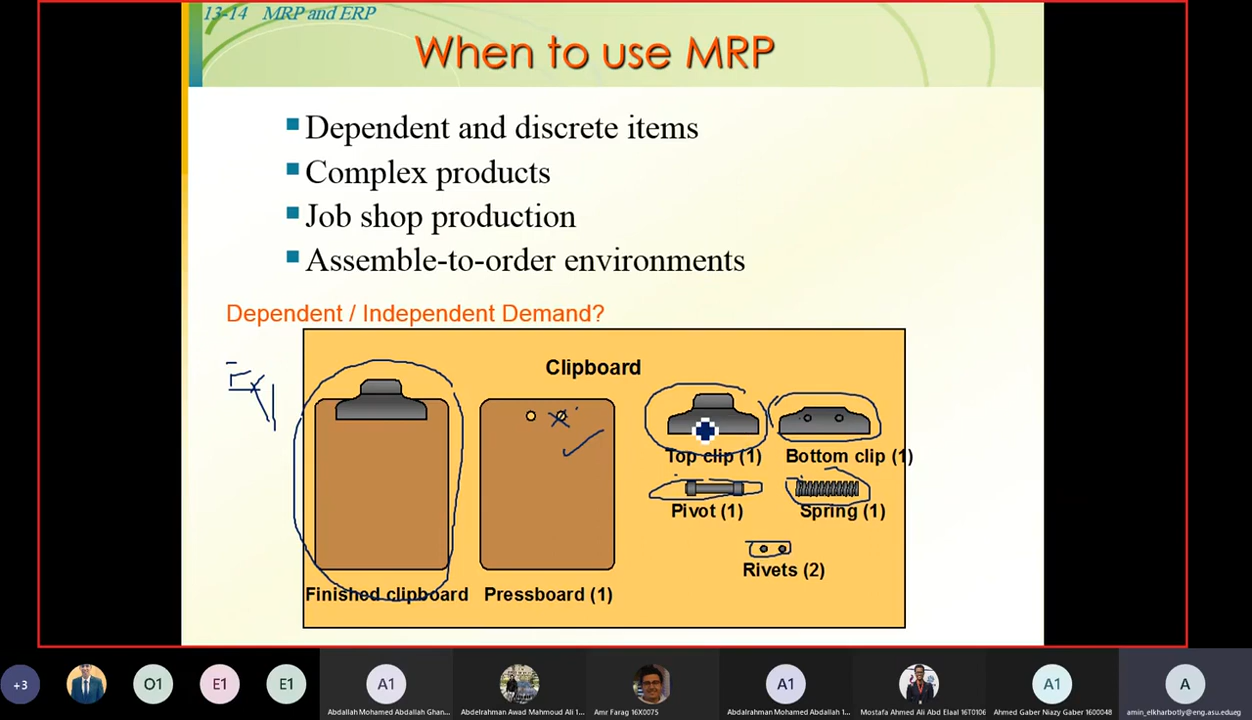 13-14 MRP and ERP
When to use MRP
Dependent and discrete items
Complex products
Job shop production
Assemble-to-order environments
Dependent / Independent Demand?
Ex
Clipboard
Top clip (1) Bottom clip (1)
Pivot (1) Spring (1)
Rivets (2)
Finished clipboard Pressboard (1)
+3 O1 E1 E1 A1 A1 A1 A
Abdallah Mohamed Abdallah Ghan... Abdelrahman Awad Mahmoud Ali 1... Amr Farag 16X0075 Abdalrahman Mohamed Abdallah 1... Mostafa Ahmed Ali Abd Elaal 16T0106 Ahmed Gaber Niazy Gaber 1600048 amin_elkharbotly@eng.asu.edueg